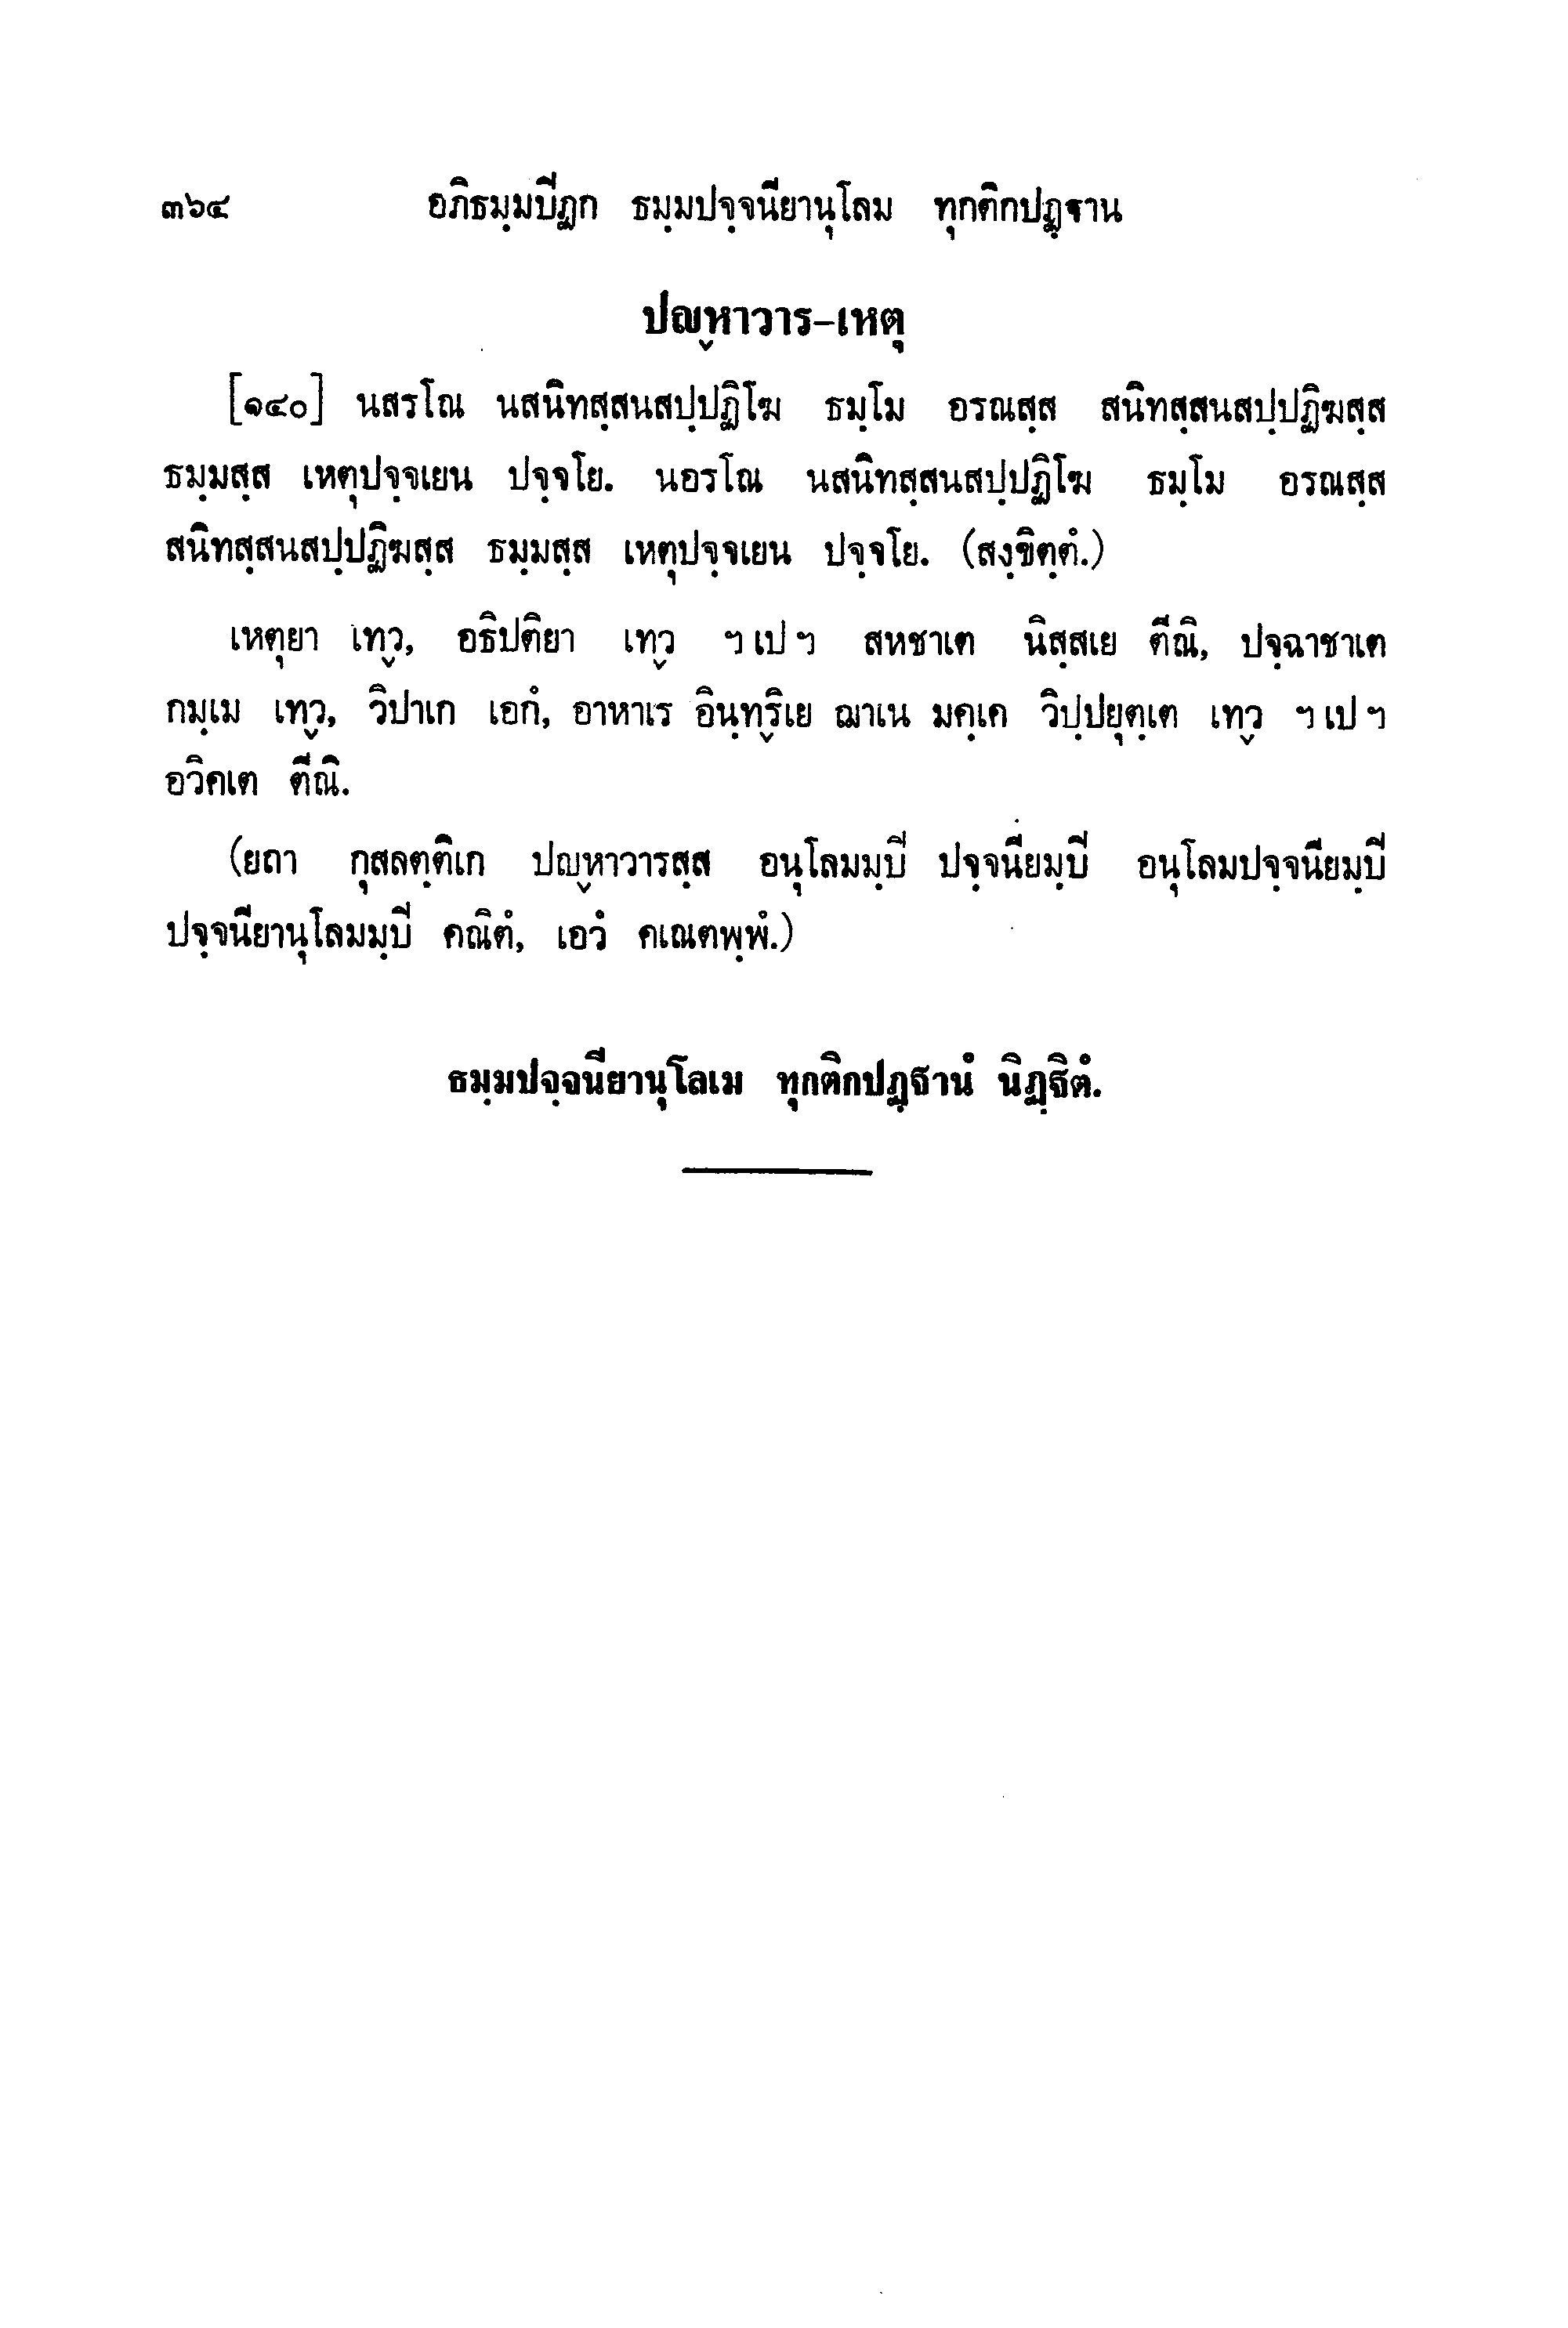 ๓๖๔ อภิธมฺมปีฏก ธมฺมปจฺจนียานุโลม ทุกติกปฏฺฐาน
ปญฺหาวาร-เหตุ
[๑๔๐] นสรโณ นสนิทสฺสนสปฺปฏิโฆ ธมฺโม อรณสฺส สนิทสฺสนสปฺปฏิฆสฺส
ธมฺมสฺส เหตุปจฺจเยน ปจฺจโย. นอรโณ นสนิทสฺสนสปฺปฏิโฆ ธมฺโม อรณสฺส
สนิทสฺสนสปฺปฏิฆสฺส ธมฺมสฺส เหตุปจฺจเยน ปจฺจโย. (สงฺขิตฺตํ.)
เหตุยา เทฺว, อธิปติยา เทฺว ฯ เป ฯ สหชาเต นิสฺสเย ตีณิ, ปจฺฉาชาเต
กมฺเม เทฺว, วิปาเก เอกํ, อาหาเร อินฺทฺริเย ฌาเน มคฺเค วิปฺปยุตฺเต เทฺว ฯ เป ฯ
อวิคเต ตีณิ.
(ยถา กุสลตฺติเก ปญฺหาวารสฺส อนุโลมมฺปี ปจฺจนียมฺปี อนุโลมปจฺจนียมฺปี
ปจฺจนียานุโลมมฺปี คณิตํ, เอวํ คเณตพฺพํ.)
ธมฺมปจฺจนียานุโลเม ทุกติกปฏฺฐานํ นิฏฺฐิตํ.